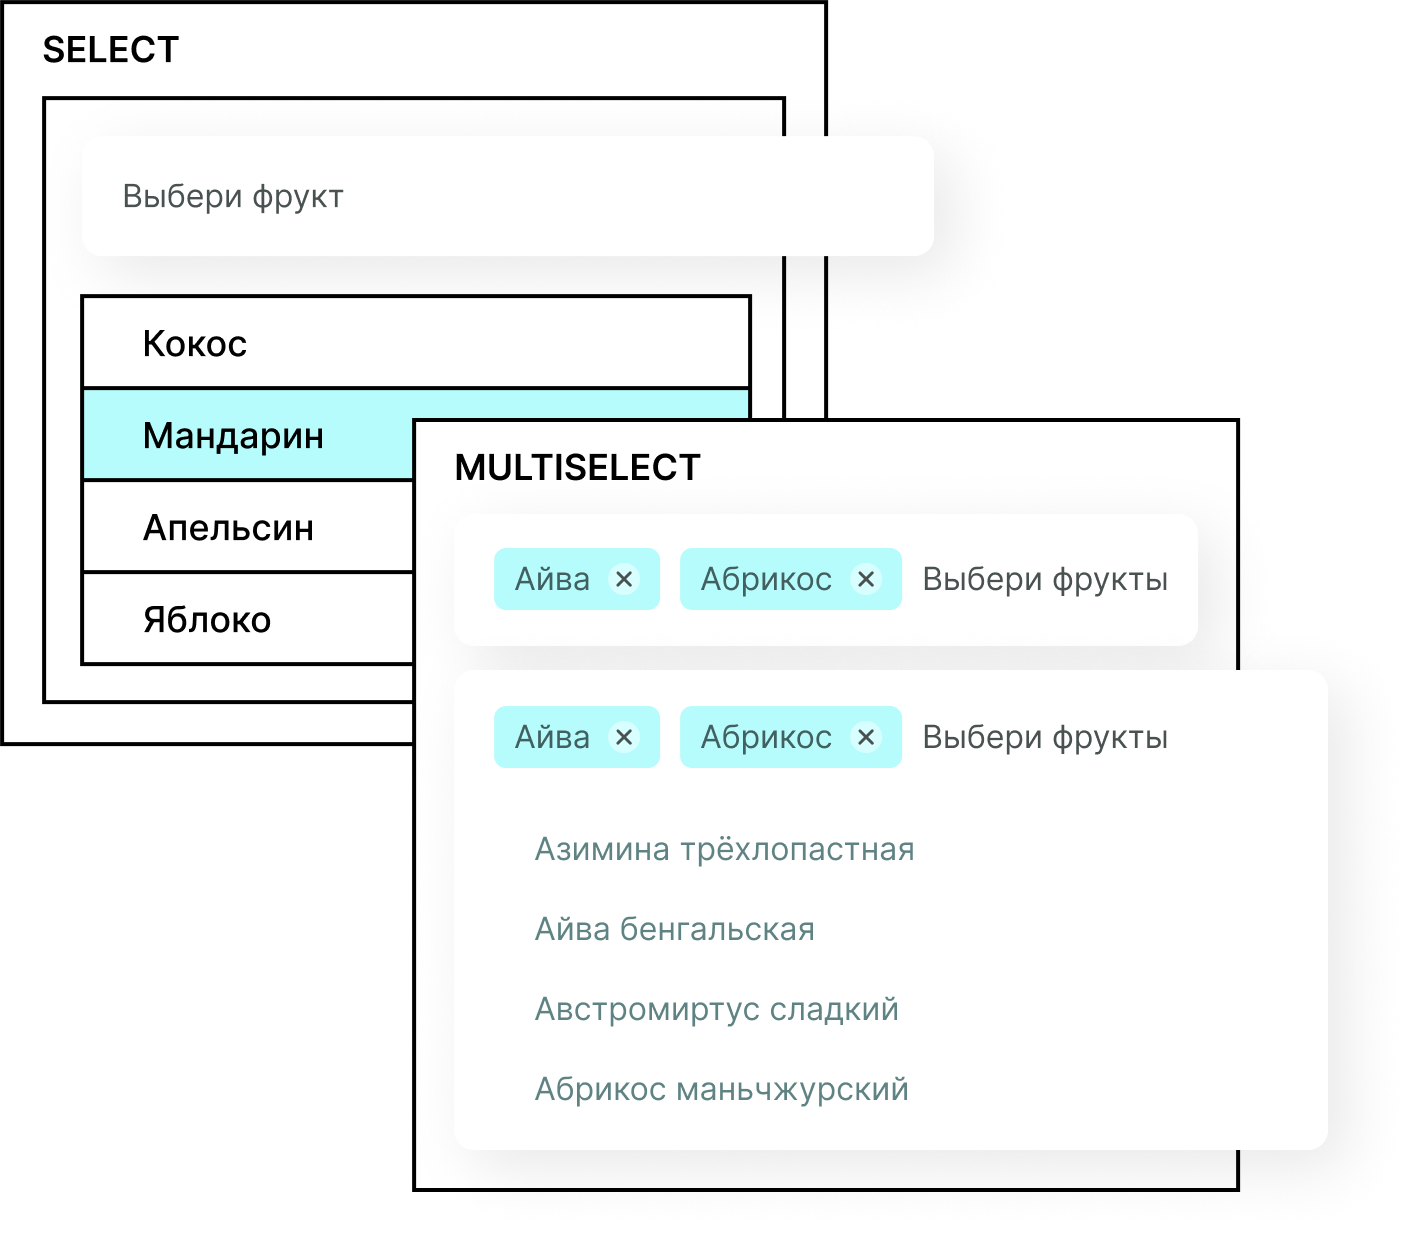 SELECT
Выбери фрукт
Кокос
Мандарин
Апельсин
Яблоко
MULTISELECT
Айва Абрикос Выбери фрукты
Айва Абрикос Выбери фрукты
Азимина трёхлопастная
Айва бенгальская
Австромиртус сладкий
Абрикос маньчжурский